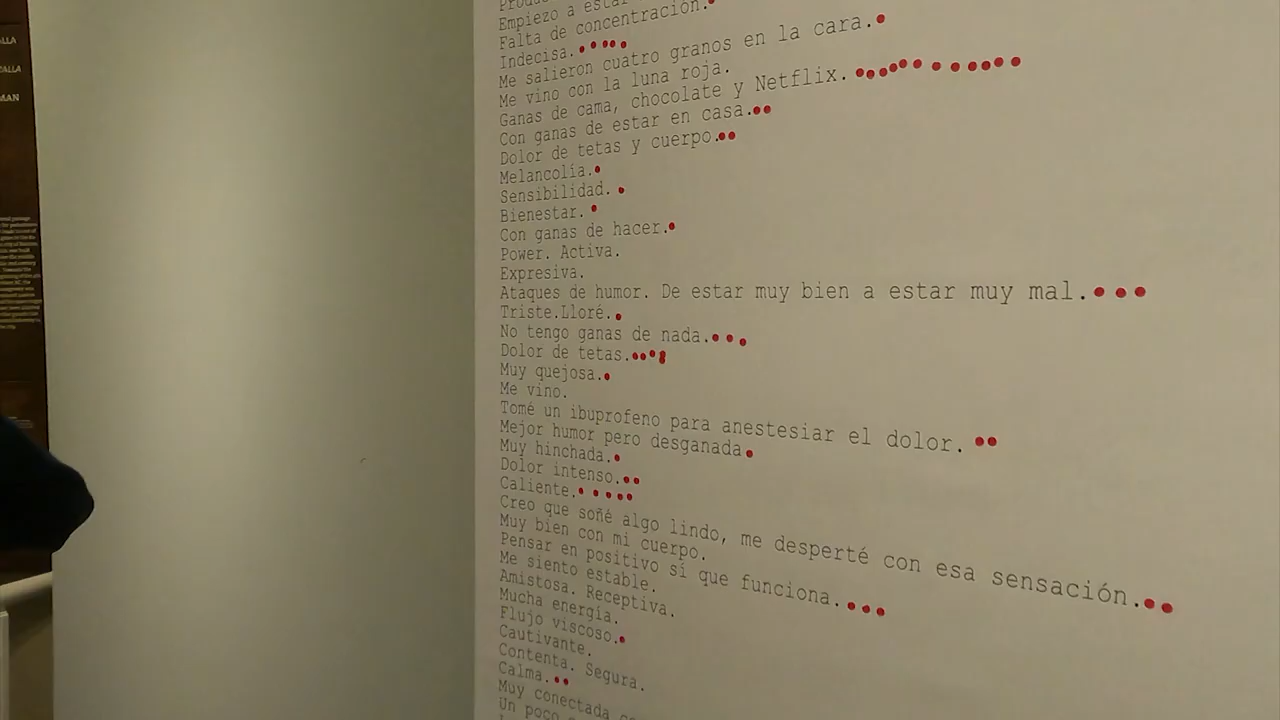 ALLA
CALLA
MAN
Empiezo a estar
Falta de concentración.
Indecisa.
Me salieron cuatro granos en la cara.
Me vino con la luna roja.
Ganas de cama, chocolate y Netflix.
Con ganas de estar en casa.
Dolor de tetas y cuerpo.
Melancolía.
Sensibilidad.
Bienestar.
Con ganas de hacer.
Power. Activa.
Expresiva.
Ataques de humor. De estar muy bien a estar muy mal.
Triste.Lloré.
No tengo ganas de nada.
Dolor de tetas.
Muy quejosa.
Me vino.
Tomé un ibuprofeno para anestesiar el dolor.
Mejor humor pero desganada
Muy hinchada.
Dolor intenso.
Caliente.
Creo que soñé algo lindo, me desperté con esa sensación.
Muy bien con mi cuerpo.
Pensar en positivo sí que funciona.
Me siento estable.
Amistosa. Receptiva.
Mucha energía.
Flujo viscoso.
Cautivante.
Contenta. Segura.
Calma.
Muy conectada
Un poco